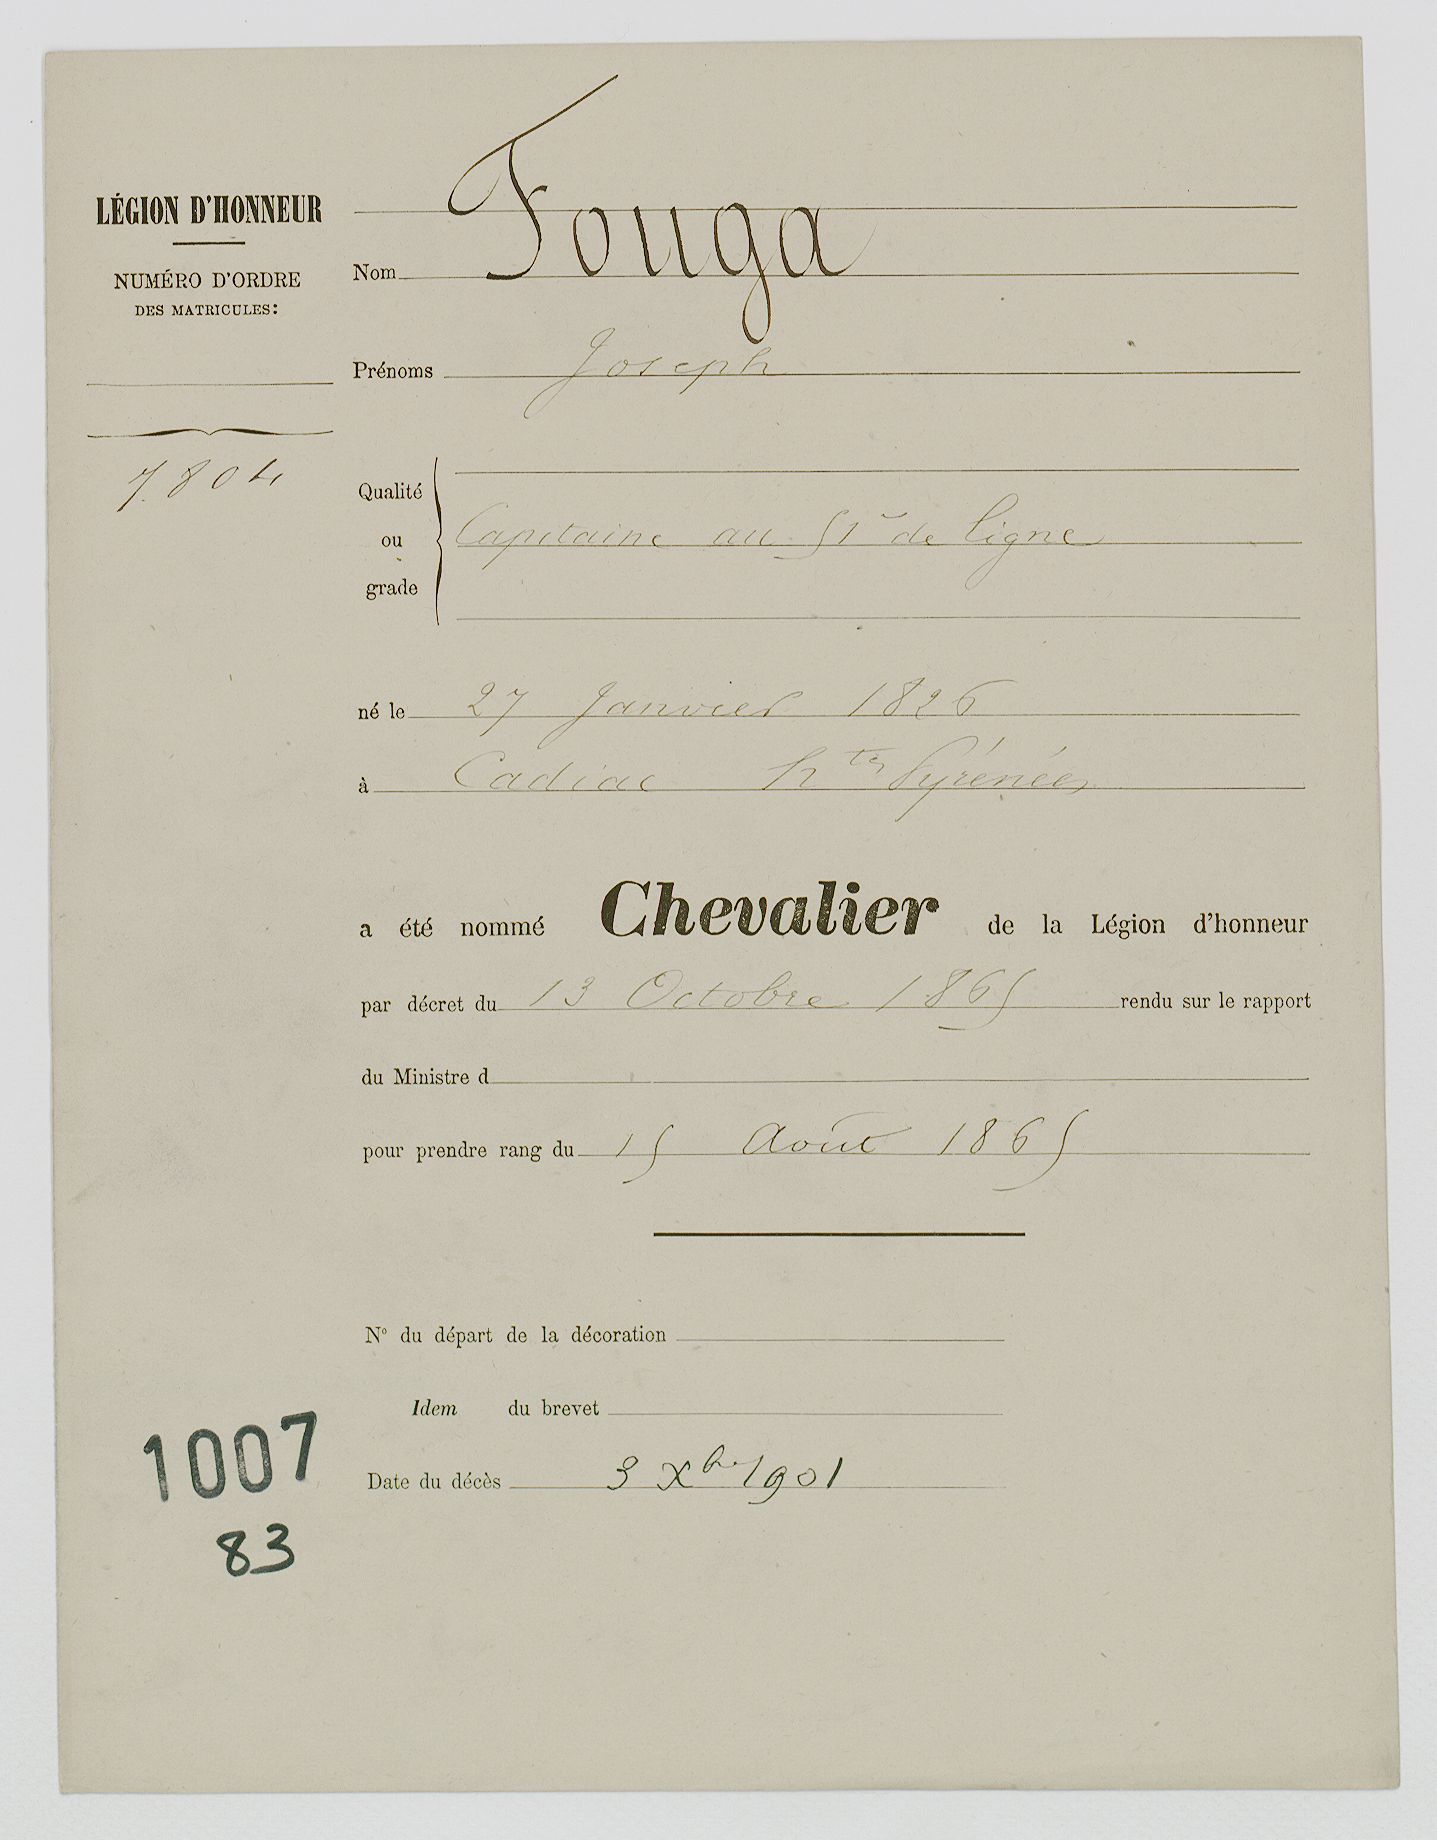 LÉGION D'HONNEUR
NUMÉRO D'ORDRE
DES MATRICULES:
7804
Nom Fouga
Prénoms Joseph
Qualité
ou
grade
Capitaine au 51e de ligne
né le 27 Janvier 1826
à Cadiac htes Pyrénées
a été nommé Chevalier de la Légion d'honneur
par décret du 13 Octobre 1865 rendu sur le rapport
du Ministre d
pour prendre rang du 15 Août 1865
No du départ de la décoration
Idem du brevet
Date du décès 3 Xbre 1901
1007
83